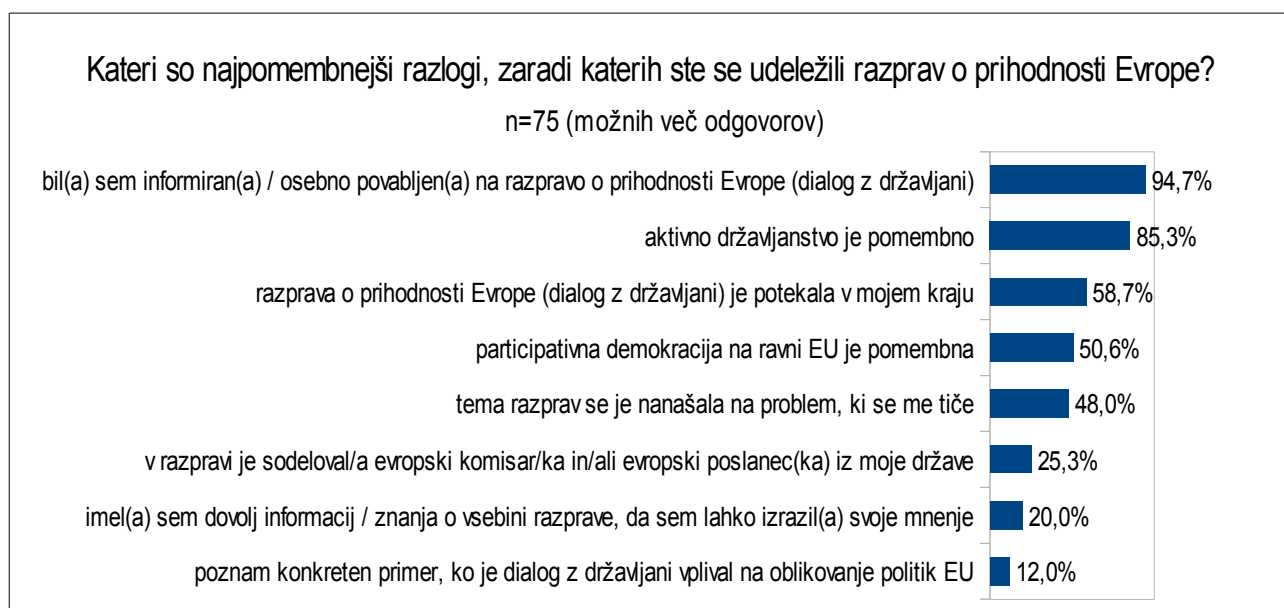 Kateri so najpomembnejši razlogi, zaradi katerih ste se udeležili razprav o prihodnosti Evrope?
n=75 (možnih več odgovorov)
bil(a) sem informiran(a) / osebno povabljen(a) na razpravo o prihodnosti Evrope (dialog z državljani) 94,7%
aktivno državljanstvo je pomembno 85,3%
razprava o prihodnosti Evrope (dialog z državljani) je potekala v mojem kraju 58,7%
participativna demokracija na ravni EU je pomembna 50,6%
tema razprav se je nanašala na problem, ki se me tiče 48,0%
v razpravi je sodeloval/a evropski komisar/ka in/ali evropski poslanec(ka) iz moje države 25,3%
imel(a) sem dovolj informacij / znanja o vsebini razprave, da sem lahko izrazil(a) svoje mnenje 20,0%
poznam konkreten primer, ko je dialog z državljani vplival na oblikovanje politik EU 12,0%